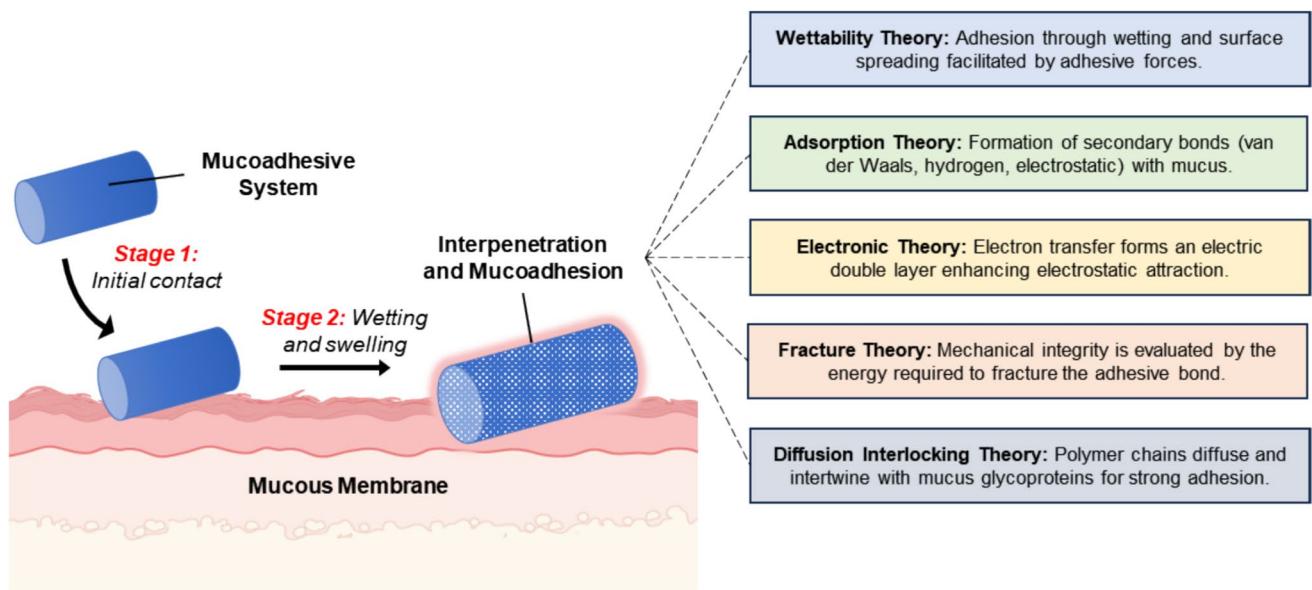 Mucoadhesive
System
Stage 1:
Initial contact
Stage 2: Wetting
and swelling
Interpenetration
and Mucoadhesion
Mucous Membrane
Wettability Theory: Adhesion through wetting and surface
spreading facilitated by adhesive forces.
Adsorption Theory: Formation of secondary bonds (van
der Waals, hydrogen, electrostatic) with mucus.
Electronic Theory: Electron transfer forms an electric
double layer enhancing electrostatic attraction.
Fracture Theory: Mechanical integrity is evaluated by the
energy required to fracture the adhesive bond.
Diffusion Interlocking Theory: Polymer chains diffuse and
intertwine with mucus glycoproteins for strong adhesion.